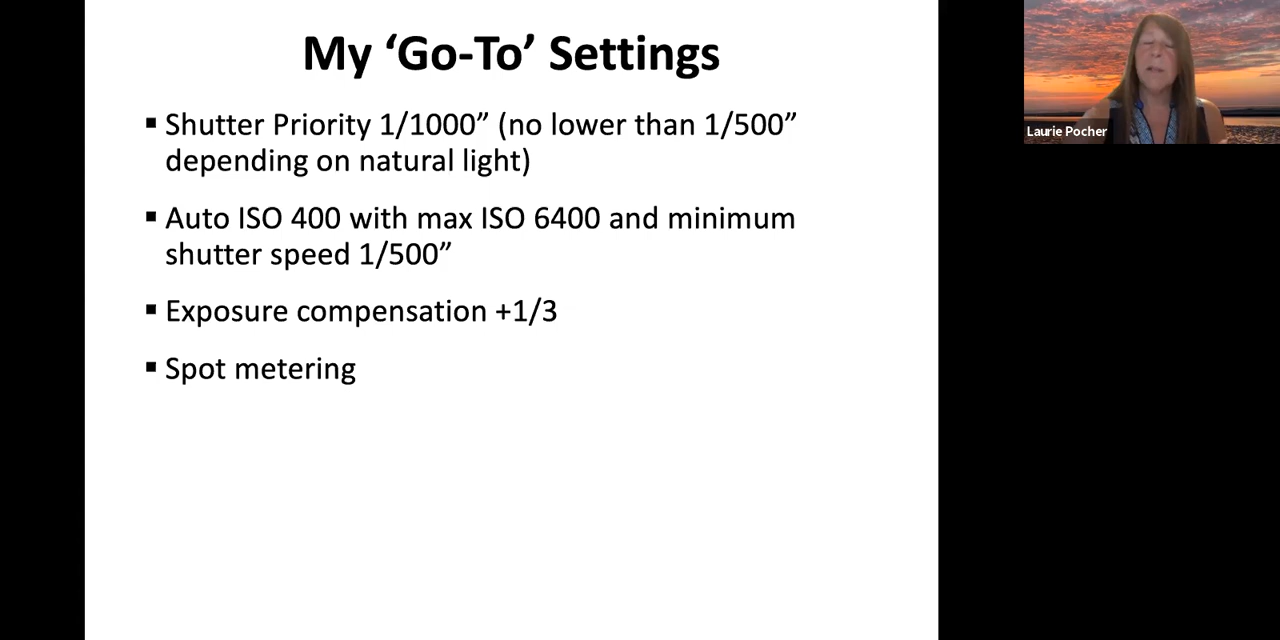 My ‘Go-To’ Settings
▪ Shutter Priority 1/1000” (no lower than 1/500”
depending on natural light)
▪ Auto ISO 400 with max ISO 6400 and minimum
shutter speed 1/500”
▪ Exposure compensation +1/3
▪ Spot metering
Laurie Pocher